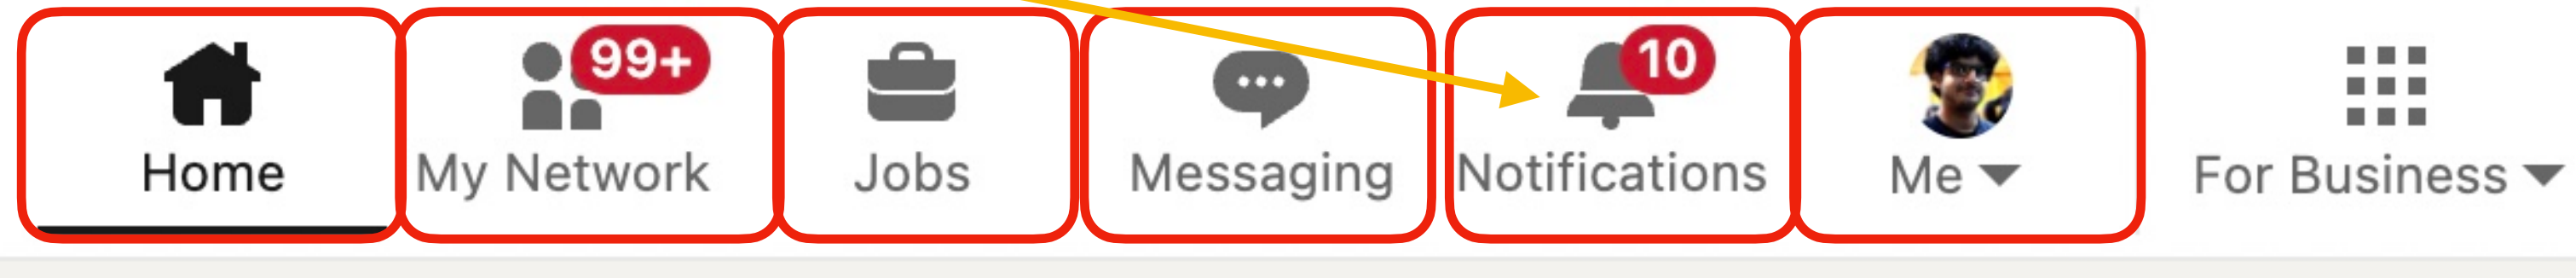 99+
10
Home
My Network
Jobs
Messaging
Notifications
Me
For Business